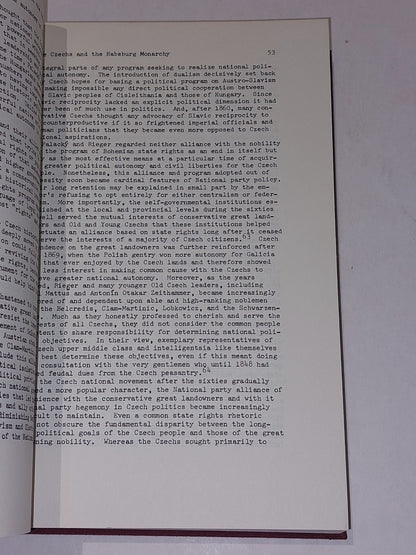 e Czechs and the Habsburg Monarchy 53
tegral parts of any program seeking to realize national poli-
cal autonomy. The introduction of dualism decisively set back
Czech hopes for basing a political program on Austro-Slavism
making impossible any direct political cooperation between
Slavic peoples of Cisleithania and those of Hungary. Since
avic reciprocity lacked an explicit political dimension it had
er been of much use in politics. And, after 1860, many con-
vative Czechs thought any advocacy of Slavic reciprocity to
counterproductive if it so frightened imperial officials and
man politicians that they became even more opposed to Czech
ional aspirations.
Palacký and Rieger regarded neither alliance with the nobility
the program of Bohemian state rights as an end in itself but
y as the most effective means at a particular time of acquir-
greater political autonomy and civil liberties for the Czech
ple. Nonetheless, this alliance and program adopted out of
essity soon became cardinal features of National party policy.
r long retention may be explained in small part by the em-
's refusing to opt entirely for either centralism or federal-
More importantly, the self-governmental institutions es-
shed at the local and provincial levels during the sixties
ll served the mutual interests of conservative great land-
rs and Old and Young Czechs that these institutions helped
etuate an alliance based on state rights long after it ceased
erve the interests of a majority of Czech citizens.63 Czech
ndence on the great landowners was further reinforced after
1869, when the Polish gentry won more autonomy for Galicia
that ever enjoyed by the Czech lands and therefore showed
less interest in making common cause with the Czechs to
eve greater national autonomy. Moreover, as the years
ed, Rieger and many younger Old Czech leaders, including
l Mattuš and Antonín Otakar Zeithammer, became increasingly
red of and dependent upon able and high-ranking noblemen
the Belcredis, Clam-Martinic, Lobkowicz, and the Schwarzen-
Much as they honestly professed to cherish and serve the
ests of all Czechs, they did not consider the common people
ent to share responsibility for determining national poli-
objectives. In their view, exemplary representatives of
zech upper middle class and intelligentsia like themselves
best determine these objectives, even if this meant doing
consultation with the very gentlemen who until 1848 had
ed feudal dues from the Czech peasantry.64
the Czech national movement after the sixties gradually
d a more popular character, the National party alliance of
ience with the conservative great landowners and with it
al party hegemony in Czech politics became increasingly
cult to maintain. Even a common state rights rhetoric
not obscure the fundamental disparity between the long-
political goals of the Czech people and those of the great
ning nobility. Whereas the Czechs sought primarily to